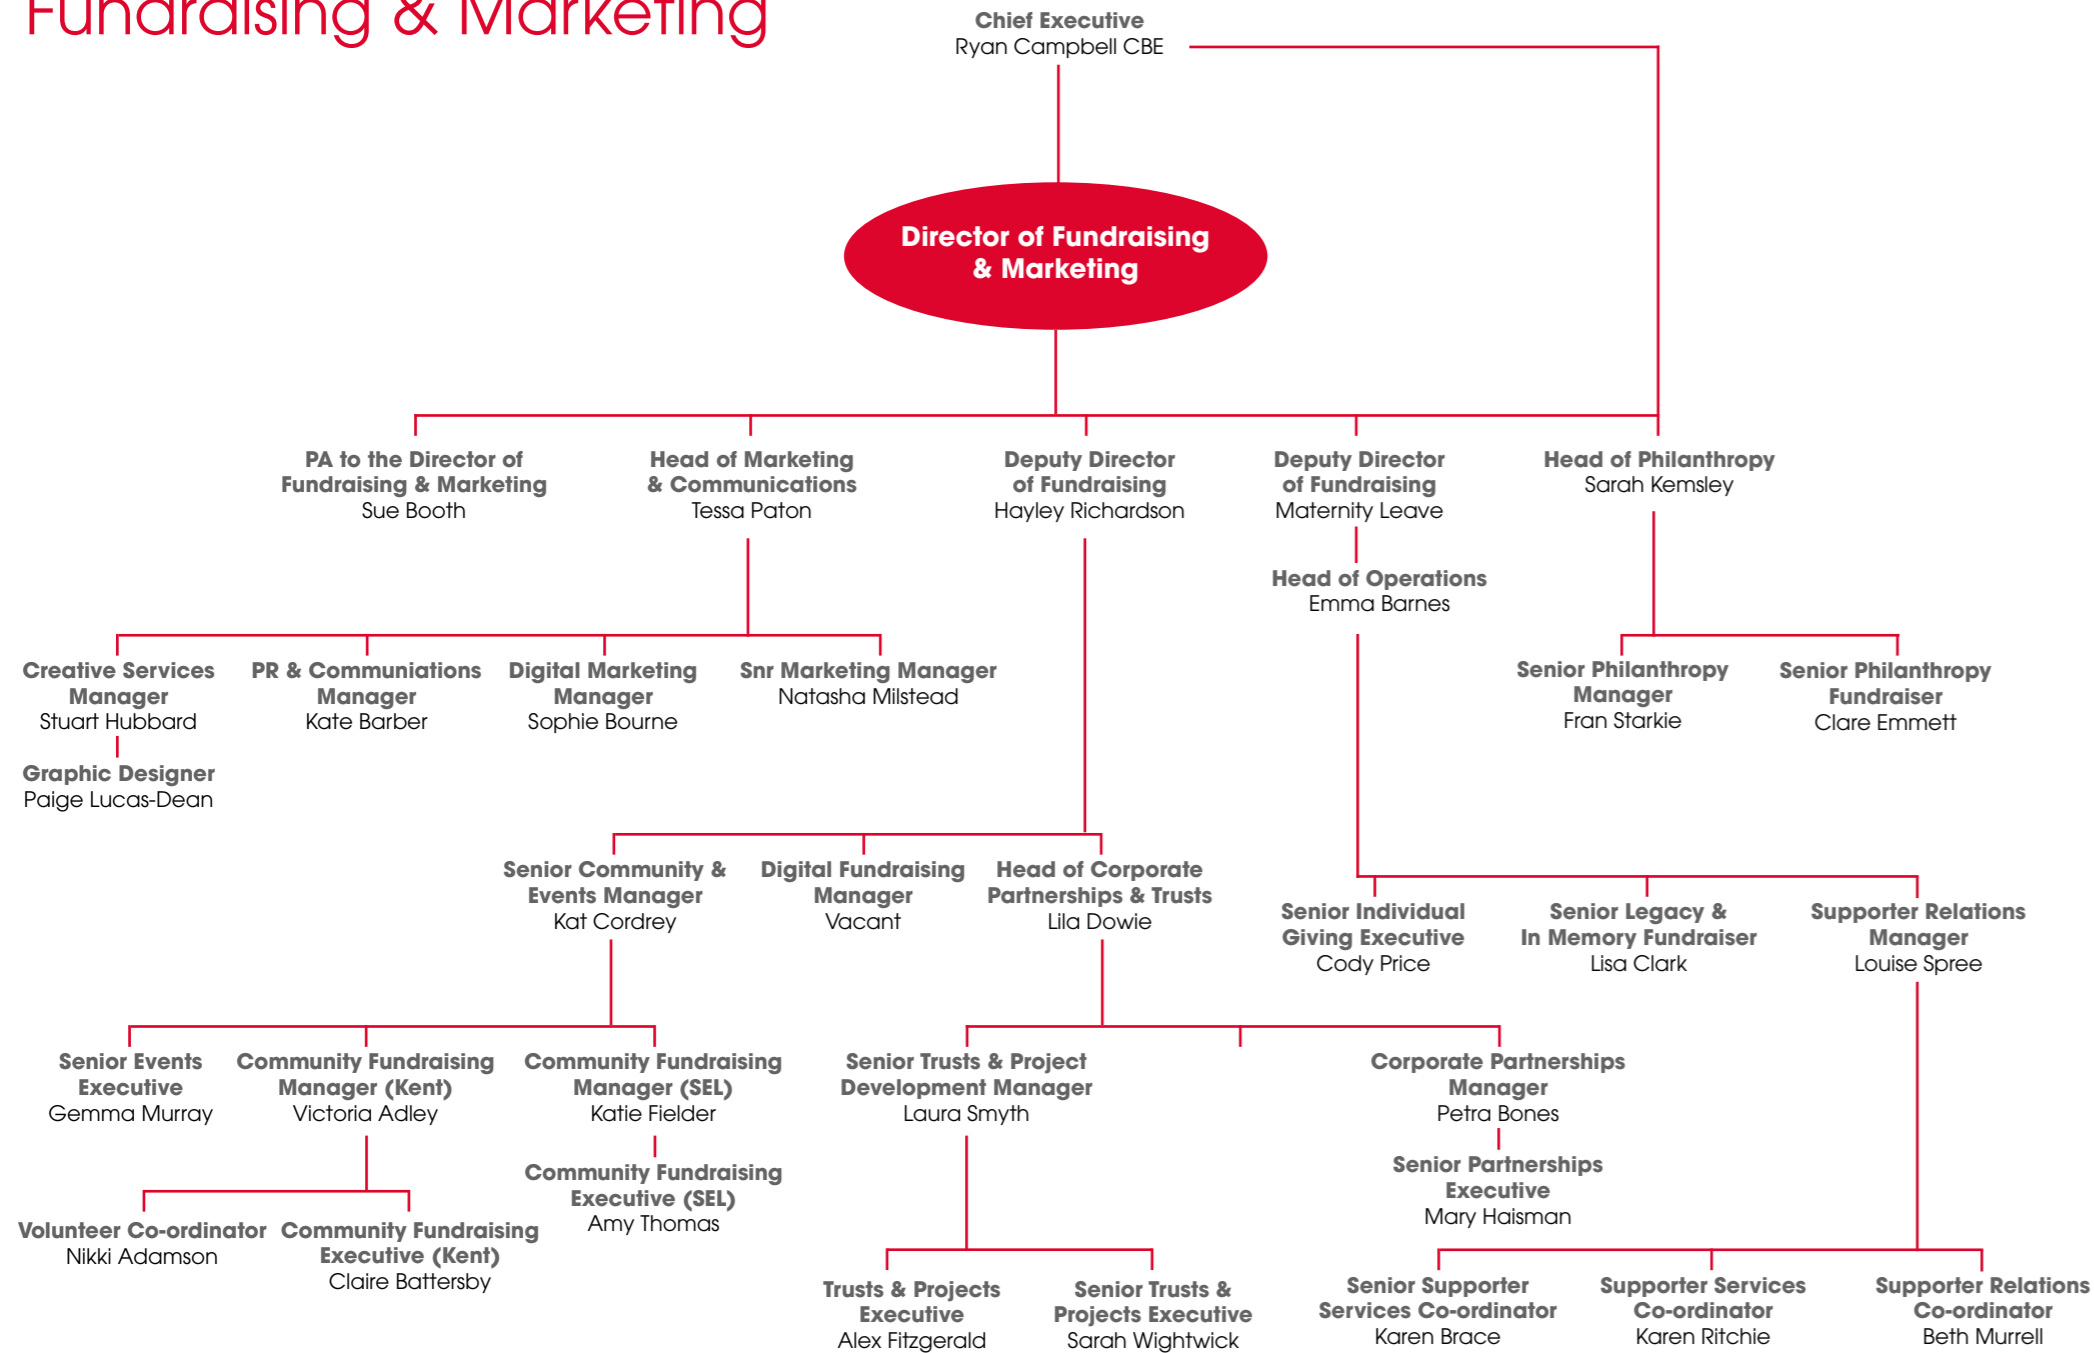 Fundraising & Marketing
Chief Executive
Ryan Campbell CBE
Director of Fundraising
& Marketing
PA to the Director of
Fundraising & Marketing
Sue Booth
Head of Marketing
& Communications
Tessa Paton
Deputy Director
of Fundraising
Hayley Richardson
Deputy Director
of Fundraising
Maternity Leave
Head of Philanthropy
Sarah Kemsley
Head of Operations
Emma Barnes
Creative Services
Manager
Stuart Hubbard
PR & Communiations
Manager
Kate Barber
Digital Marketing
Manager
Sophie Bourne
Snr Marketing Manager
Natasha Milstead
Senior Philanthropy
Manager
Fran Starkie
Senior Philanthropy
Fundraiser
Clare Emmett
Graphic Designer
Paige Lucas-Dean
Senior Community &
Events Manager
Kat Cordrey
Digital Fundraising
Manager
Vacant
Head of Corporate
Partnerships & Trusts
Lila Dowie
Senior Individual
Giving Executive
Cody Price
Senior Legacy &
In Memory Fundraiser
Lisa Clark
Supporter Relations
Manager
Louise Spree
Senior Events
Executive
Gemma Murray
Community Fundraising
Manager (Kent)
Victoria Adley
Community Fundraising
Manager (SEL)
Katie Fielder
Senior Trusts & Project
Development Manager
Laura Smyth
Corporate Partnerships
Manager
Petra Bones
Community Fundraising
Executive (SEL)
Amy Thomas
Senior Partnerships
Executive
Mary Haisman
Volunteer Co-ordinator
Nikki Adamson
Community Fundraising
Executive (Kent)
Claire Battersby
Trusts & Projects
Executive
Alex Fitzgerald
Senior Trusts &
Projects Executive
Sarah Wightwick
Senior Supporter
Services Co-ordinator
Karen Brace
Supporter Services
Co-ordinator
Karen Ritchie
Supporter Relations
Co-ordinator
Beth Murrell